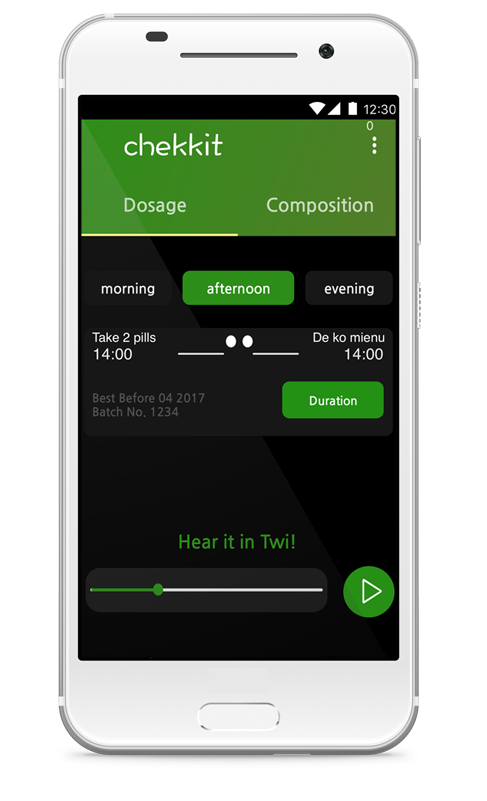 12:30
0
chekkit
Dosage
Composition
morning
afternoon
evening
Take 2 pills
14:00
De ko mienu
14:00
Best Before 04 2017
Batch No. 1234
Duration
Hear it in Twi!